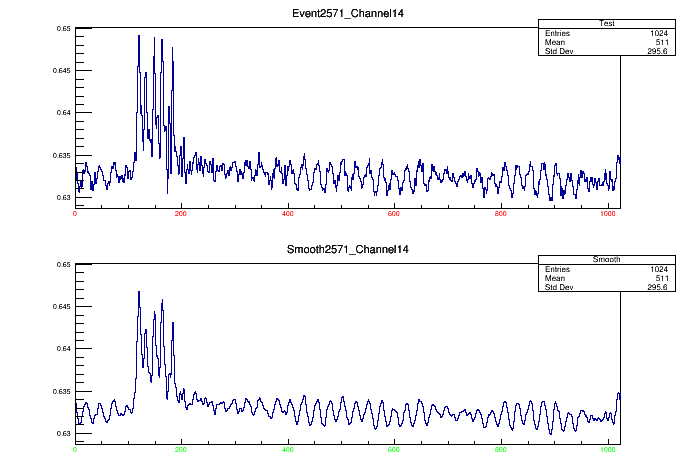 Event2571_Channel14
Test
Entries 1024
Mean 511
Std Dev 295.6
0.65
0.645
0.64
0.635
0.63
0 200 400 600 800 1000
Smooth2571_Channel14
Smooth
Entries 1024
Mean 511
Std Dev 295.6
0.65
0.645
0.64
0.635
0.63
0 200 400 600 800 1000